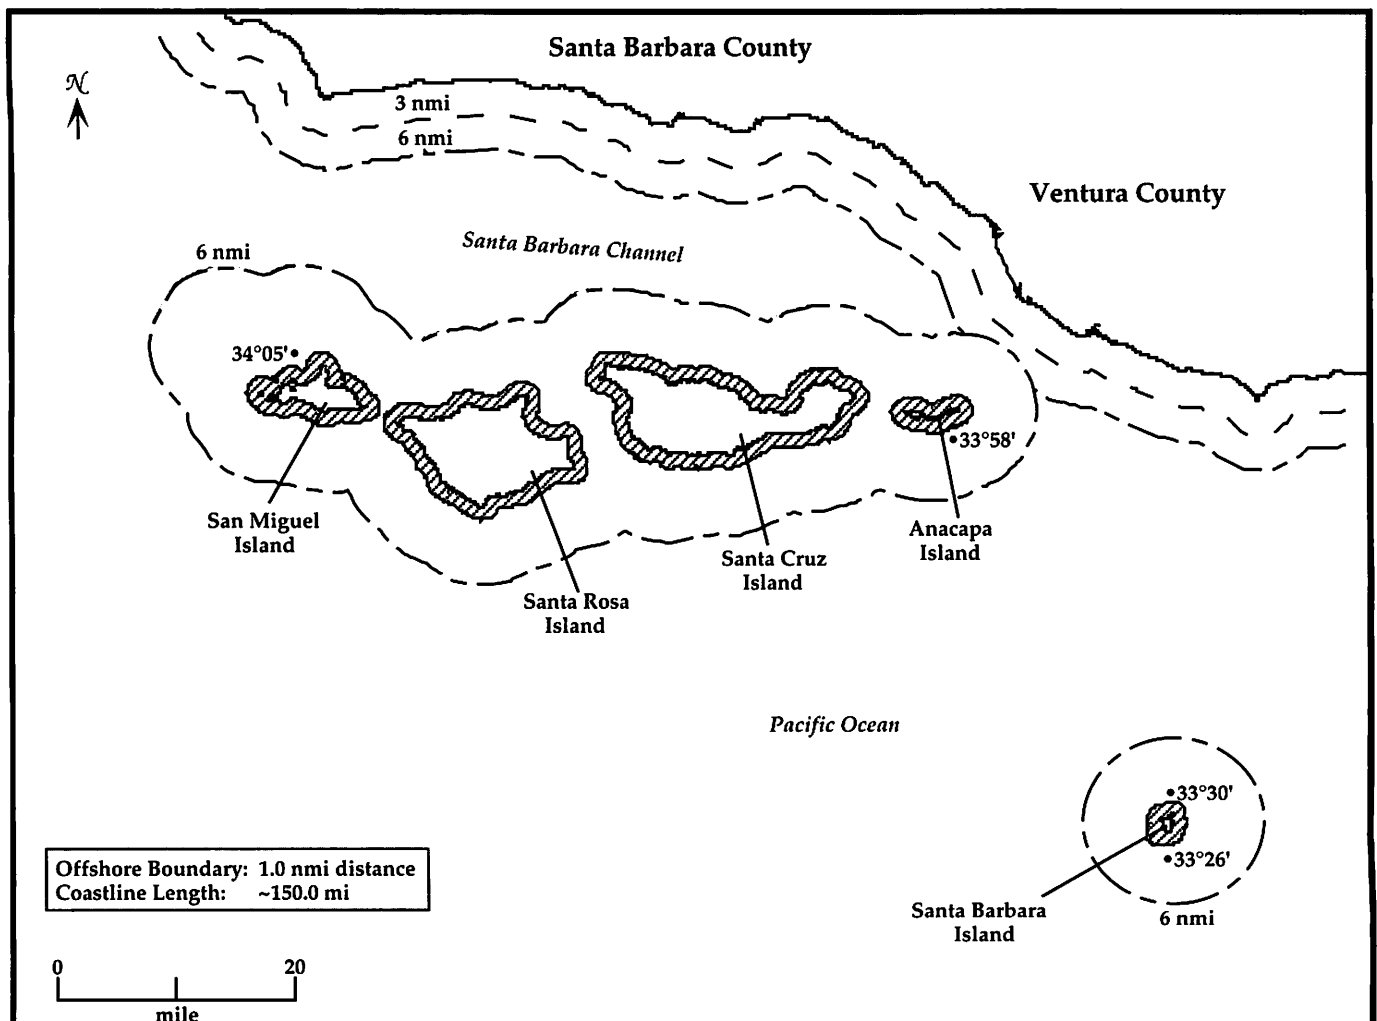 Santa Barbara County
N
3 nmi
6 nmi
Ventura County
Santa Barbara Channel
6 nmi
34°05'
33°58'
San Miguel
Island
Anacapa
Island
Santa Cruz
Island
Santa Rosa
Island
Pacific Ocean
33°30'
33°26'
Offshore Boundary: 1.0 nmi distance
Coastline Length: ~150.0 mi
Santa Barbara
Island
6 nmi
0 20
mile